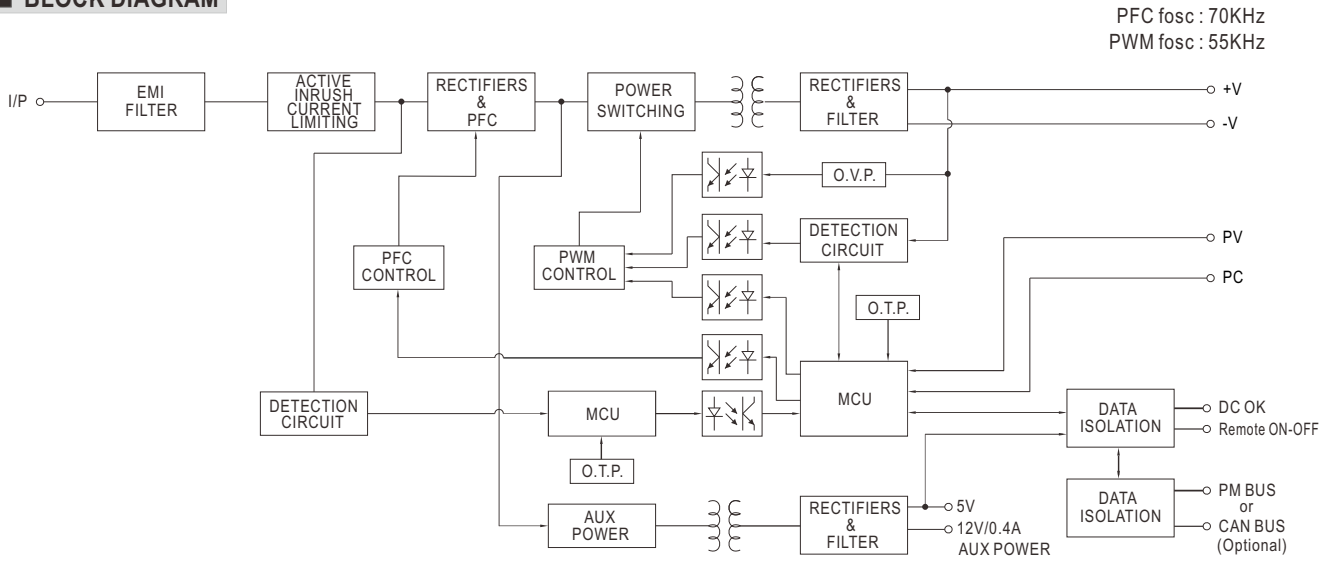 ■ BLOCK DIAGRAM
PFC fosc : 70KHz
PWM fosc : 55KHz
I/P
EMI
FILTER
ACTIVE
INRUSH
CURRENT
LIMITING
RECTIFIERS
&
PFC
POWER
SWITCHING
RECTIFIERS
&
FILTER
+V
-V
O.V.P.
DETECTION
CIRCUIT
PFC
CONTROL
PWM
CONTROL
PV
PC
O.T.P.
MCU
DETECTION
CIRCUIT
MCU
O.T.P.
DATA
ISOLATION
DC OK
Remote ON-OFF
AUX
POWER
RECTIFIERS
&
FILTER
5V
12V/0.4A
AUX POWER
DATA
ISOLATION
PM BUS
or
CAN BUS
(Optional)